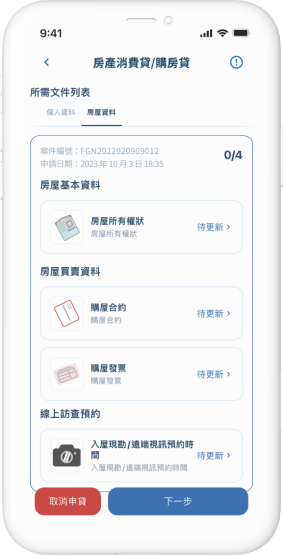 9:41
房產消費貸/購房貸
所需文件列表
個人資料 房屋資料
案件編號：FGN2022020969012
申請日期：2023 年 10 月 3 日 18:35
0/4
房屋基本資料
房屋所有權狀
房屋所有權狀
待更新
房屋買賣資料
購屋合約
購屋合約
待更新
購屋發票
購屋發票
待更新
線上訪查預約
入屋現勘/遠端視訊預約時
間
入屋現勘/遠端視訊預約時間
待更新
取消申貸
下一步